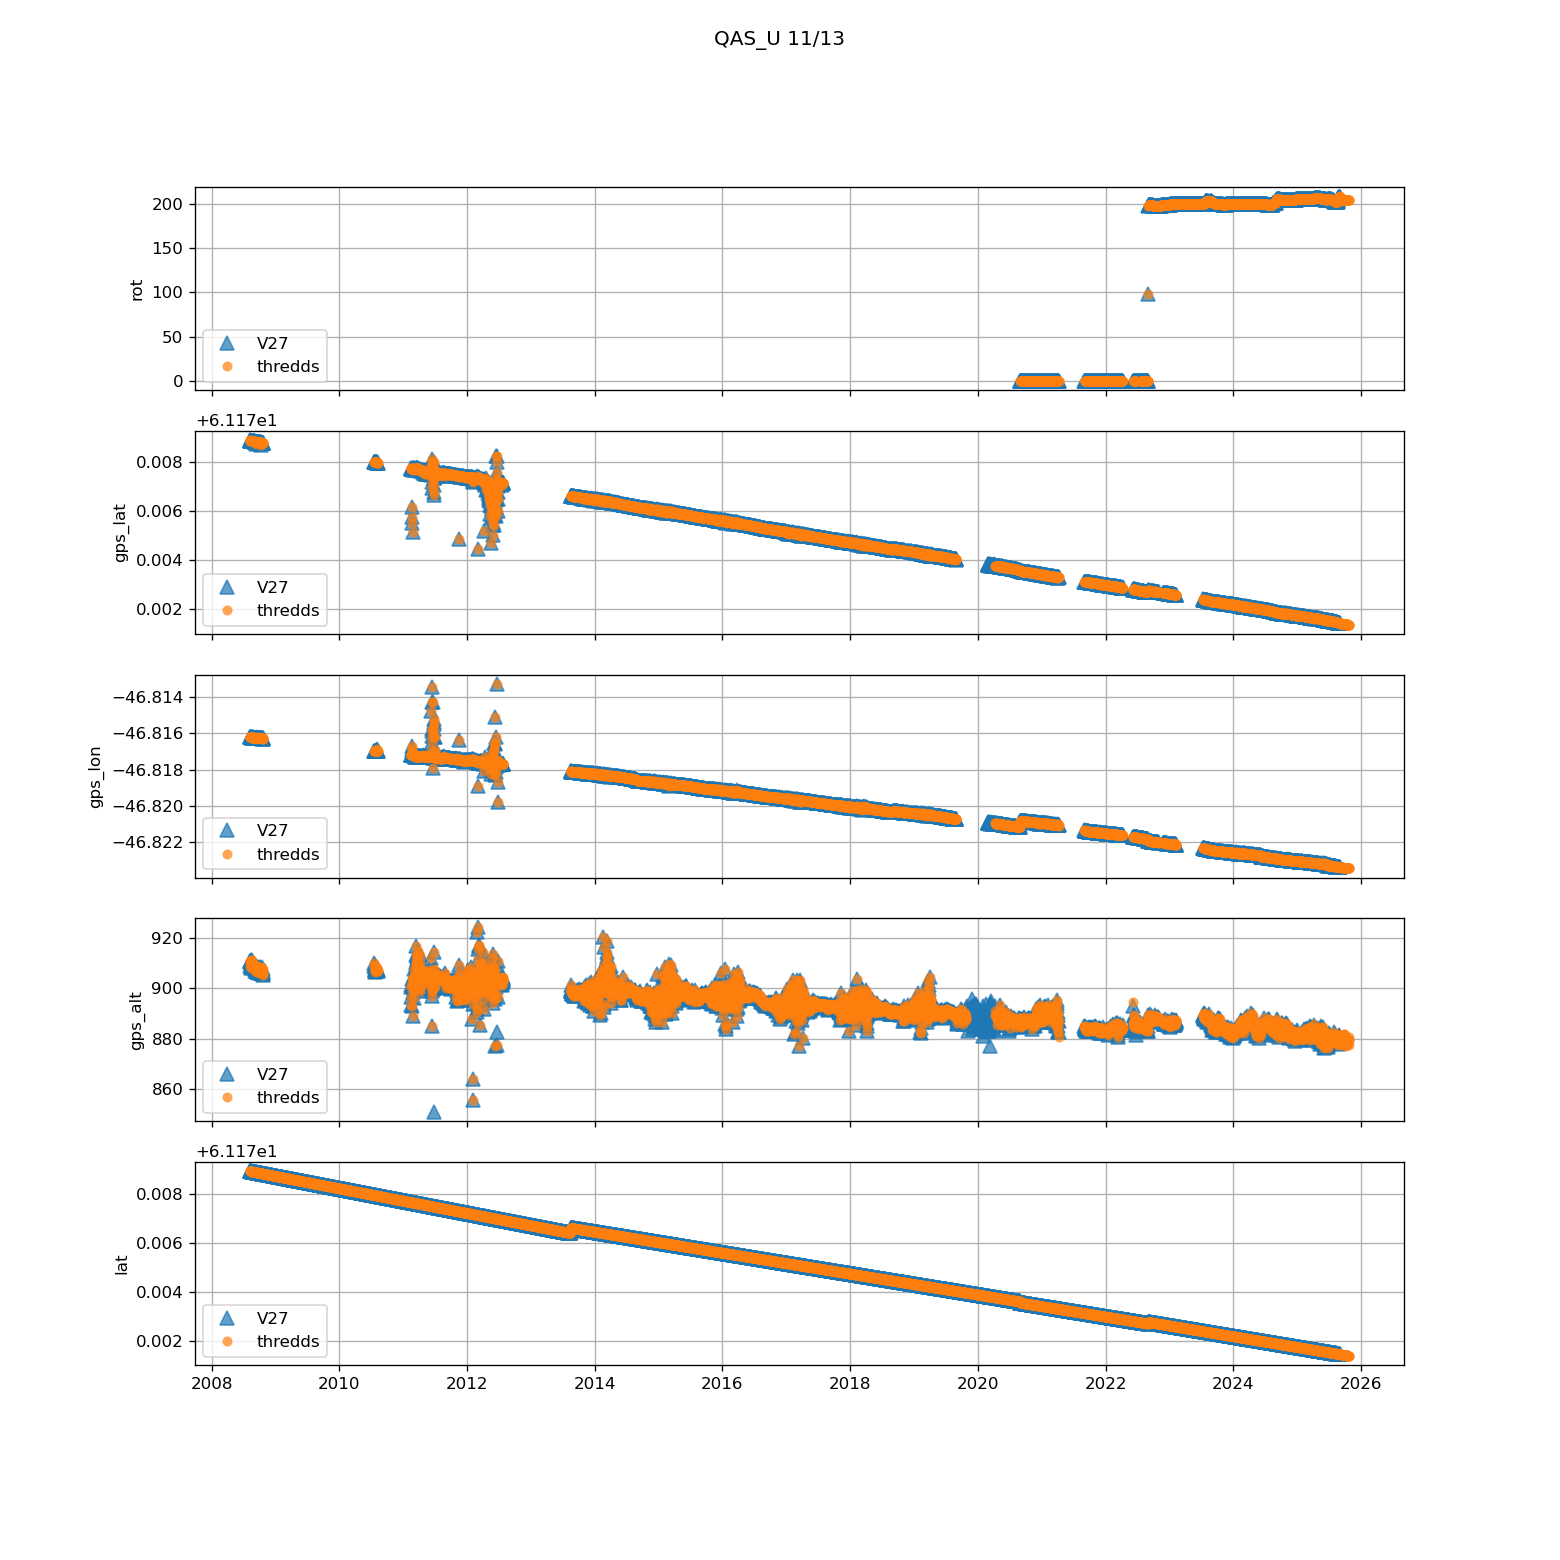 QAS_U 11/13
200
150
100
50
0
rot
V27
thredds
+6.117e1
0.008
0.006
0.004
0.002
gps_lat
V27
thredds
−46.814
−46.816
−46.818
−46.820
−46.822
gps_lon
V27
thredds
920
900
880
860
gps_alt
V27
thredds
+6.117e1
0.008
0.006
0.004
0.002
lat
V27
thredds
2008 2010 2012 2014 2016 2018 2020 2022 2024 2026